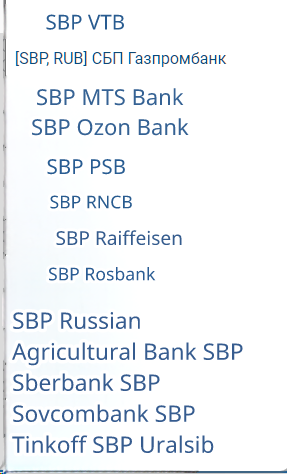 SBP VTB
[SBP, RUB] СБП Газпромбанк
SBP MTS Bank
SBP Ozon Bank
SBP PSB
SBP RNCB
SBP Raiffeisen
SBP Rosbank
SBP Russian
Agricultural Bank SBP
Sberbank SBP
Sovcombank SBP
Tinkoff SBP Uralsib